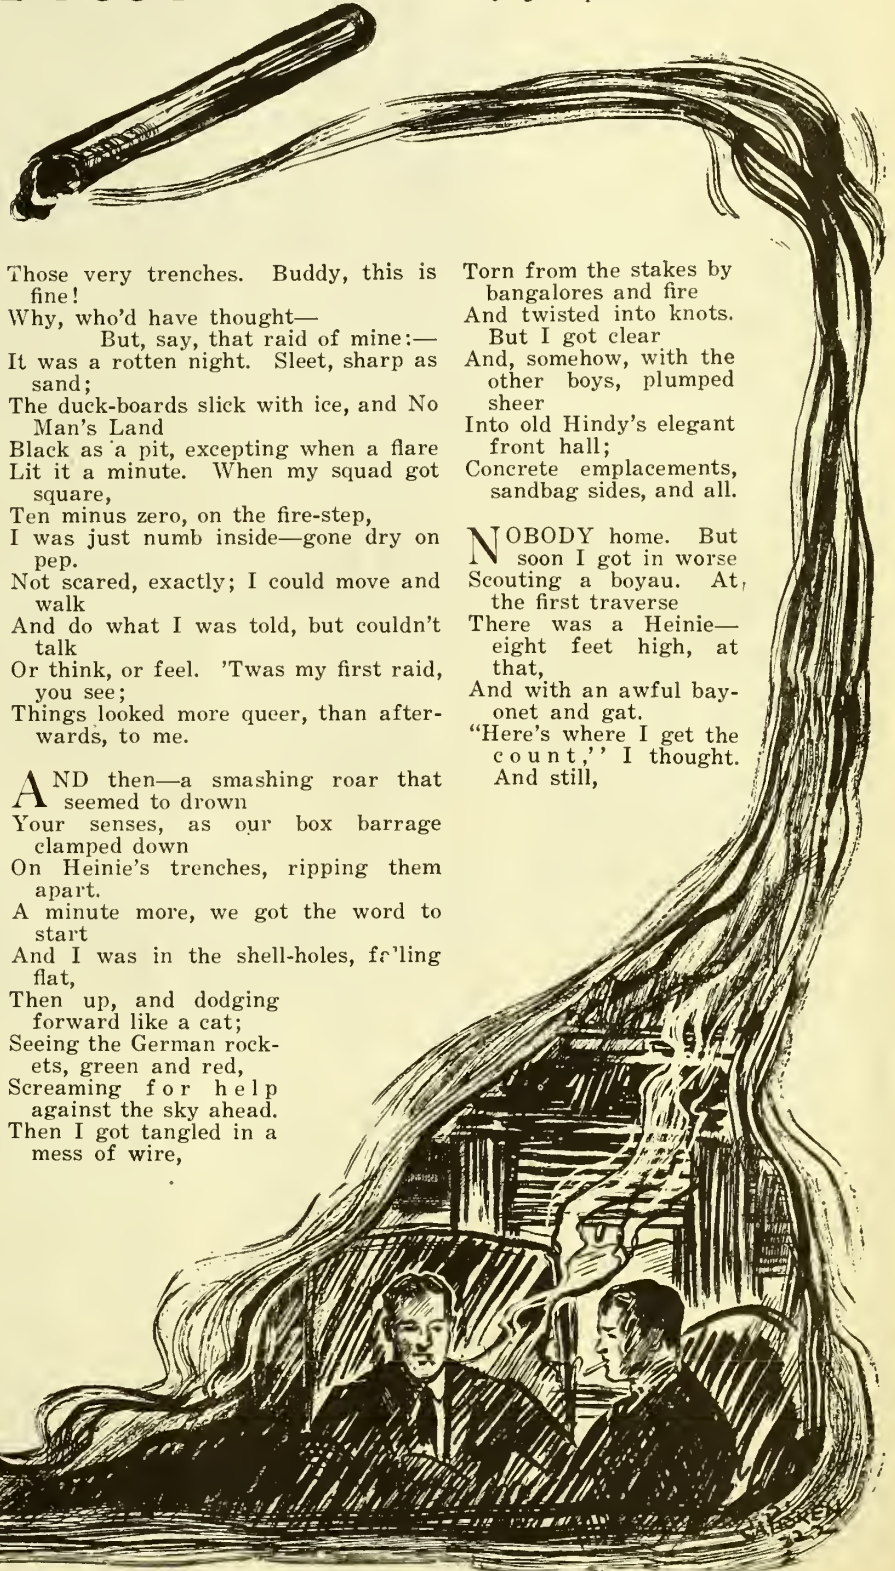 Those very trenches. Buddy, this is
fine!
Why, who'd have thought—
But, say, that raid of mine:—
It was a rotten night. Sleet, sharp as
sand;
The duck-boards slick with ice, and No
Man's Land
Black as a pit, excepting when a flare
Lit it a minute. When my squad got
square,
Ten minus zero, on the fire-step,
I was just numb inside—gone dry on
pep.
Not scared, exactly; I could move and
walk
And do what I was told, but couldn't
talk
Or think, or feel. 'Twas my first raid,
you see;
Things looked more queer, than after-
wards, to me.
AND then—a smashing roar that
seemed to drown
Your senses, as our box barrage
clamped down
On Heinie's trenches, ripping them
apart.
A minute more, we got the word to
start
And I was in the shell-holes, falling
flat,
Then up, and dodging
forward like a cat;
Seeing the German rock-
ets, green and red,
Screaming for help
against the sky ahead.
Then I got tangled in a
mess of wire,
Torn from the stakes by
bangalores and fire
And twisted into knots.
But I got clear
And, somehow, with the
other boys, plumped
sheer
Into old Hindy's elegant
front hall;
Concrete emplacements,
sandbag sides, and all.
NOBODY home. But
soon I got in worse
Scouting a boyau. At
the first traverse
There was a Heinie—
eight feet high, at
that,
And with an awful bay-
onet and gat.
"Here's where I get the
count," I thought.
And still,